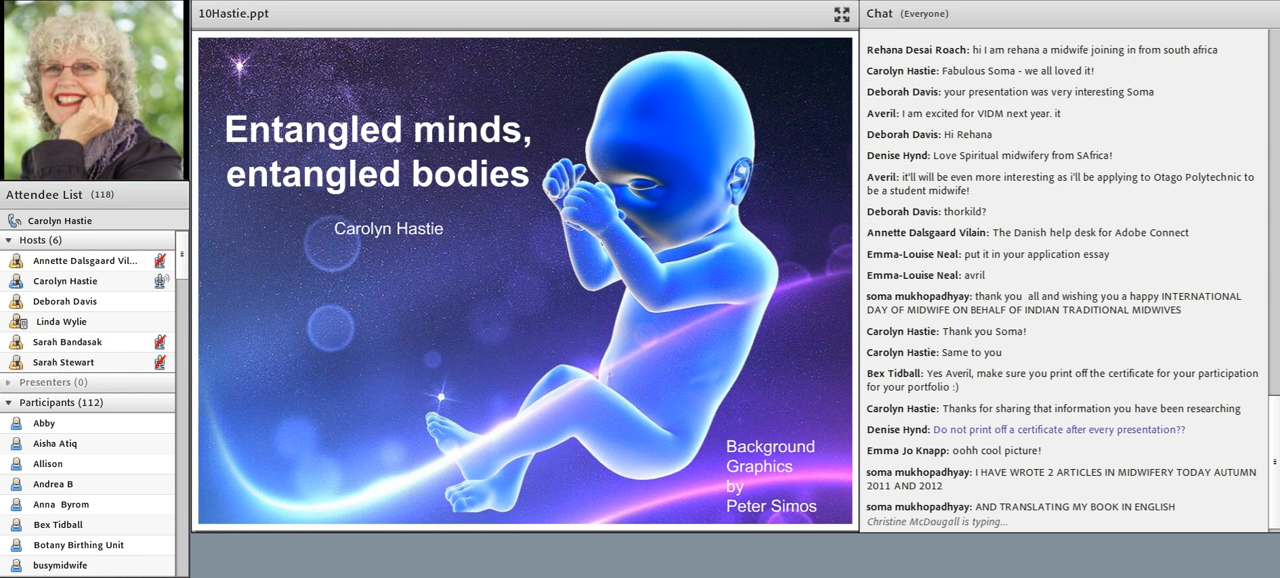 10Hastie.ppt
Entangled minds,
entangled bodies
Carolyn Hastie
Background
Graphics
by
Peter Simos
Attendee List (118)
Carolyn Hastie
Hosts (6)
Annette Dalsgaard Vil...
Carolyn Hastie
Deborah Davis
Linda Wylie
Sarah Bandasak
Sarah Stewart
Presenters (0)
Participants (112)
Abby
Aisha Atiq
Allison
Andrea B
Anna Byrom
Bex Tidball
Botany Birthing Unit
busymidwife
Chat (Everyone)
Rehana Desai Roach: hi I am rehana a midwife joining in from south africa
Carolyn Hastie: Fabulous Soma - we all loved it!
Deborah Davis: your presentation was very interesting Soma
Averil: I am excited for VIDM next year. it
Deborah Davis: Hi Rehana
Denise Hynd: Love Spiritual midwifery from SAfrica!
Averil: it'll will be even more interesting as i'll be applying to Otago Polytechnic to
be a student midwife!
Deborah Davis: thorkild?
Annette Dalsgaard Vilain: The Danish help desk for Adobe Connect
Emma-Louise Neal: put it in your application essay
Emma-Louise Neal: avril
soma mukhopadhyay: thank you all and wishing you a happy INTERNATIONAL
DAY OF MIDWIFE ON BEHALF OF INDIAN TRADITIONAL MIDWIVES
Carolyn Hastie: Thank you Soma!
Carolyn Hastie: Same to you
Bex Tidball: Yes Averil, make sure you print off the certificate for your participation
for your portfolio :)
Carolyn Hastie: Thanks for sharing that information you have been researching
Denise Hynd: Do not print off a certificate after every presentation??
Emma Jo Knapp: oohh cool picture!
soma mukhopadhyay: I HAVE WROTE 2 ARTICLES IN MIDWIFERY TODAY AUTUMN
2011 AND 2012
soma mukhopadhyay: AND TRANSLATING MY BOOK IN ENGLISH
Christine McDougall is typing...